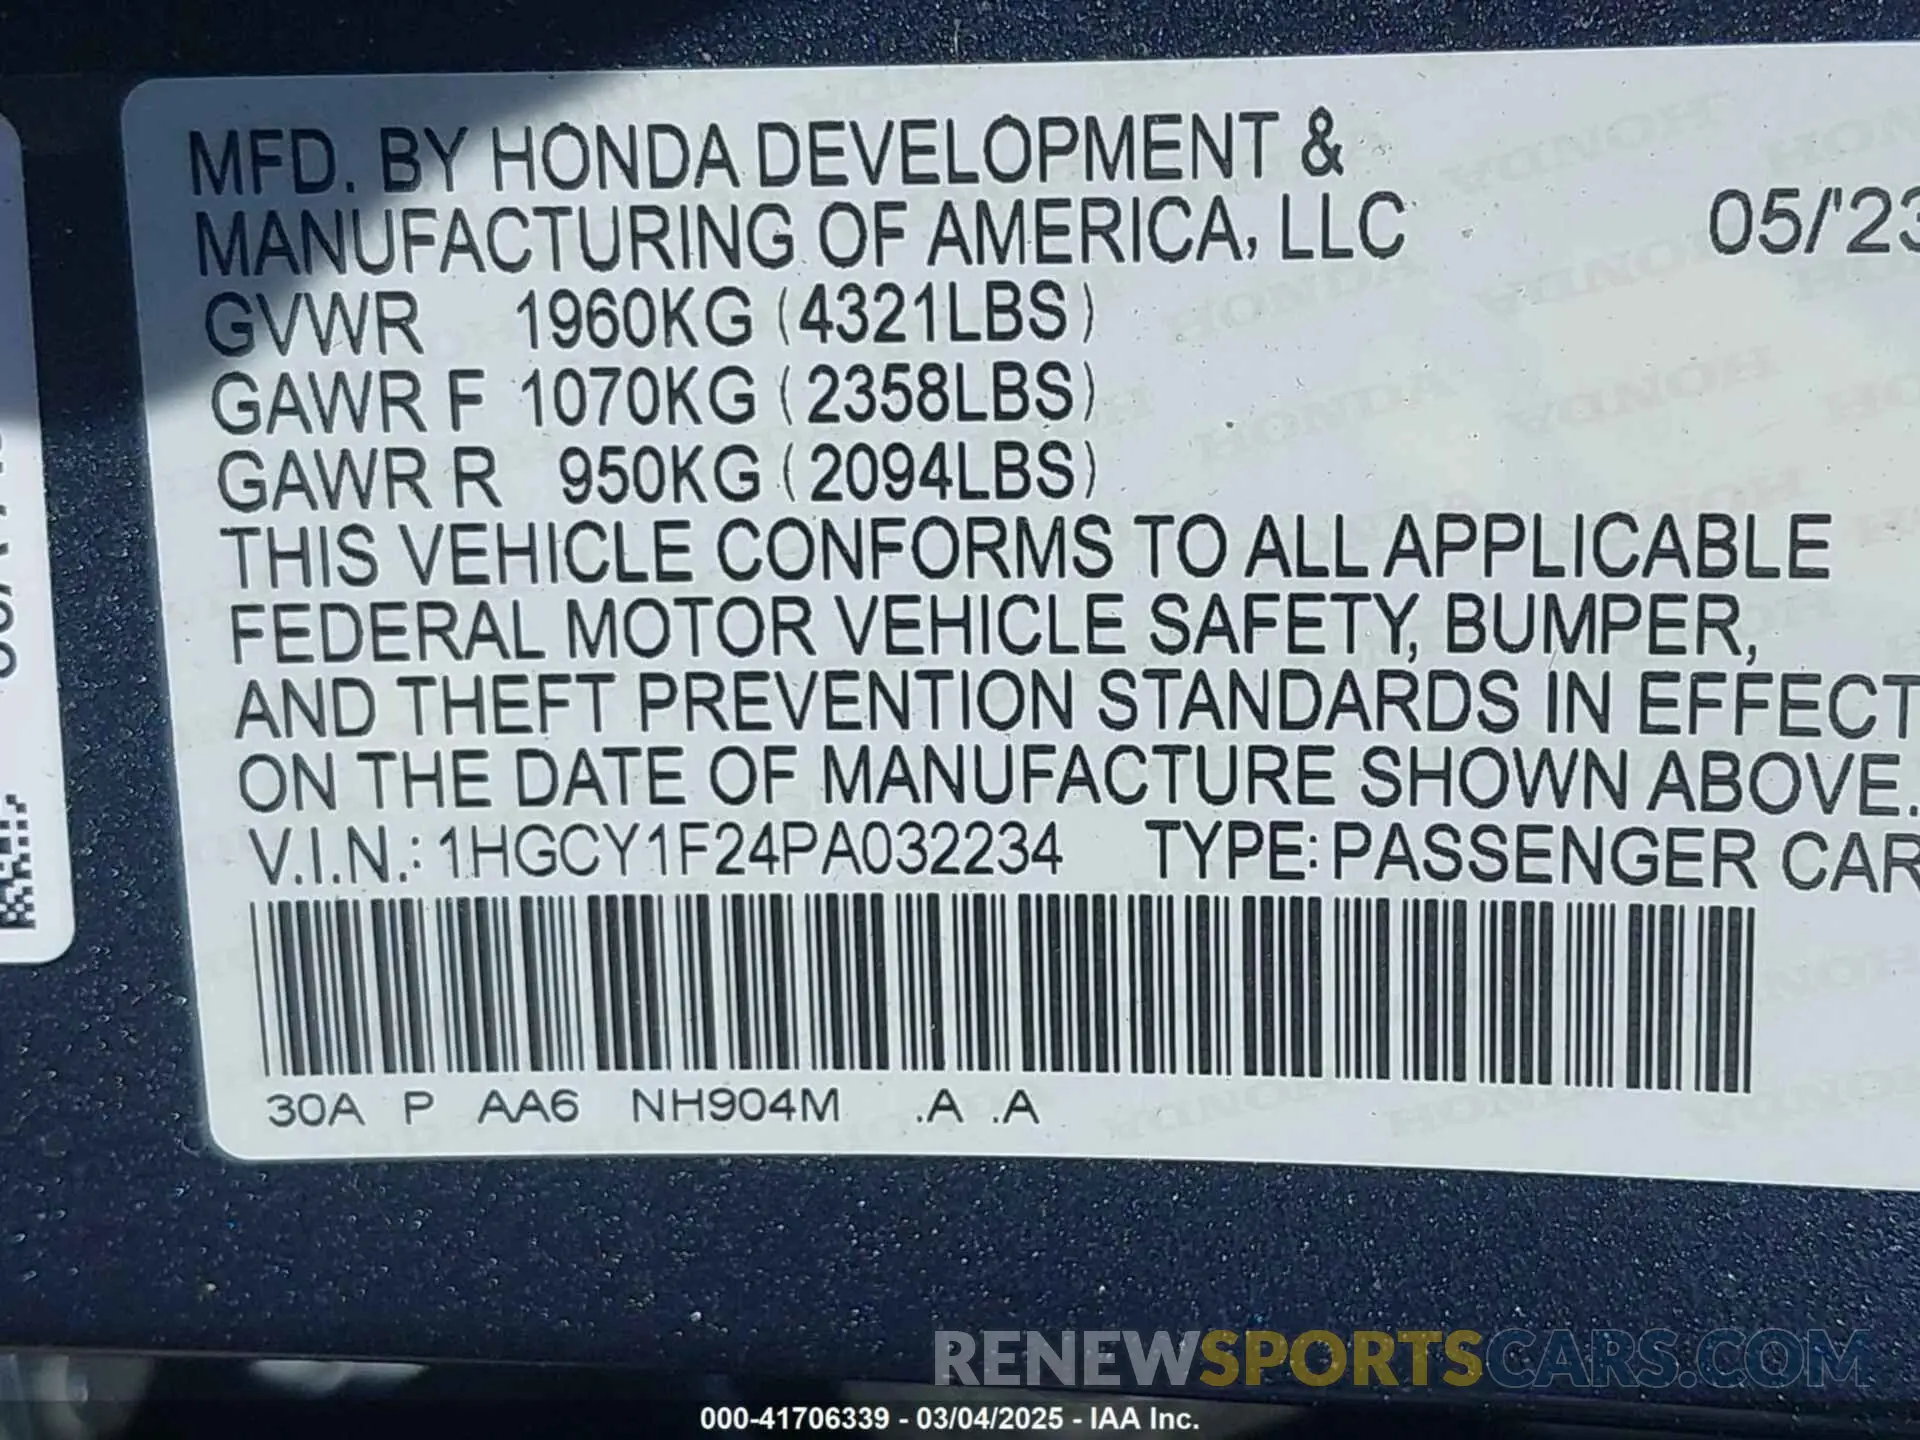 MFD. BY HONDA DEVELOPMENT &
MANUFACTURING OF AMERICA, LLC 05/'23
GVWR 1960KG (4321LBS)
GAWR F 1070KG (2358LBS)
GAWR R 950KG (2094LBS)
THIS VEHICLE CONFORMS TO ALL APPLICABLE
FEDERAL MOTOR VEHICLE SAFETY, BUMPER,
AND THEFT PREVENTION STANDARDS IN EFFECT
ON THE DATE OF MANUFACTURE SHOWN ABOVE.
V.I.N.: 1HGCY1F24PA032234 TYPE: PASSENGER CAR
30A P AA6 NH904M .A .A
RENEWSPORTSCARS.COM
000-41706339 - 03/04/2025 - IAA Inc.